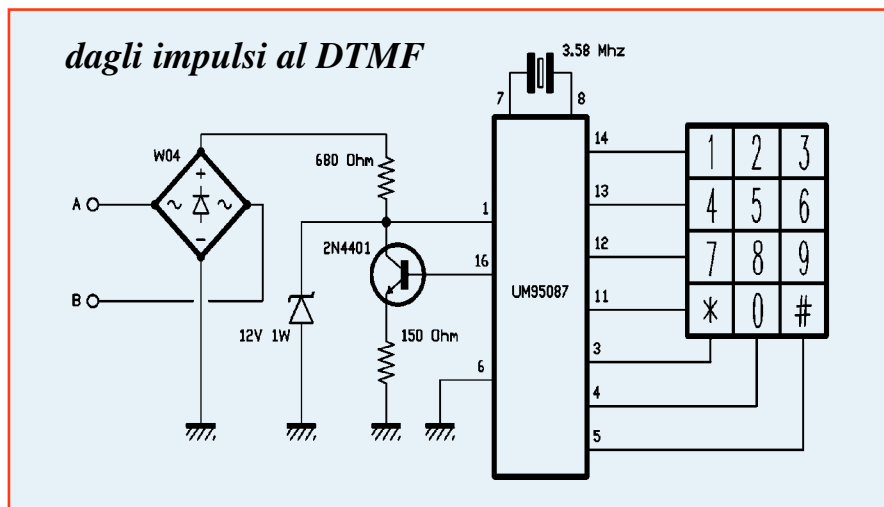 dagli impulsi al DTMF
3.58 Mhz
7
8
W04
+
~
~
-
A
B
680 Ohm
2N4401
12V 1W
150 Ohm
1
16
6
UM95087
14
13
12
11
3
4
5
1 2 3
4 5 6
7 8 9
* 0 #